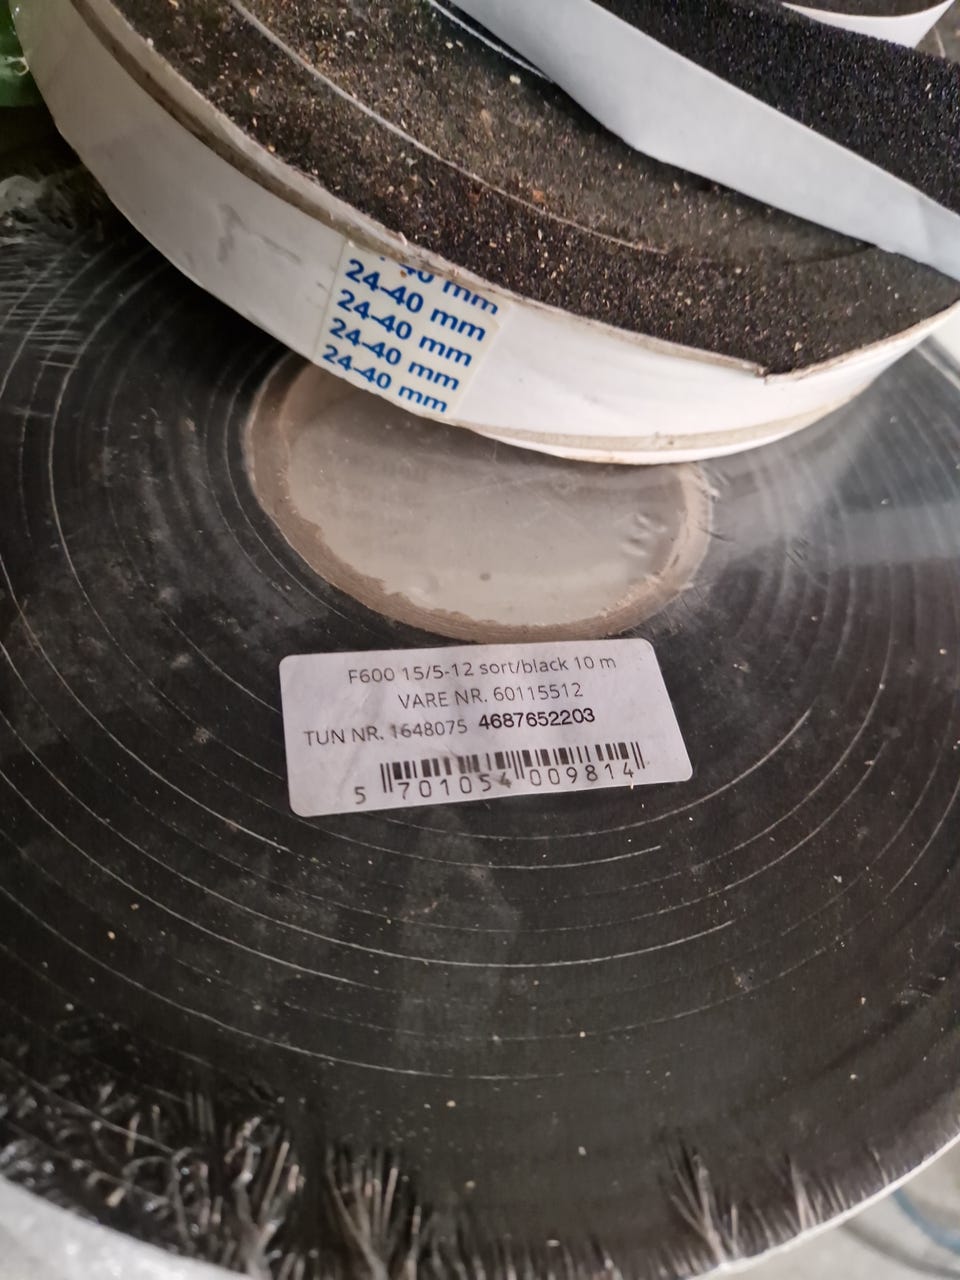 40 mm
24-40 mm
24-40 mm
24-40 mm
24-40 mm
F600 15/5-12 sort/black 10 m
VARE NR. 60115512
TUN NR. 1648075 4687652203
5 701054 009814